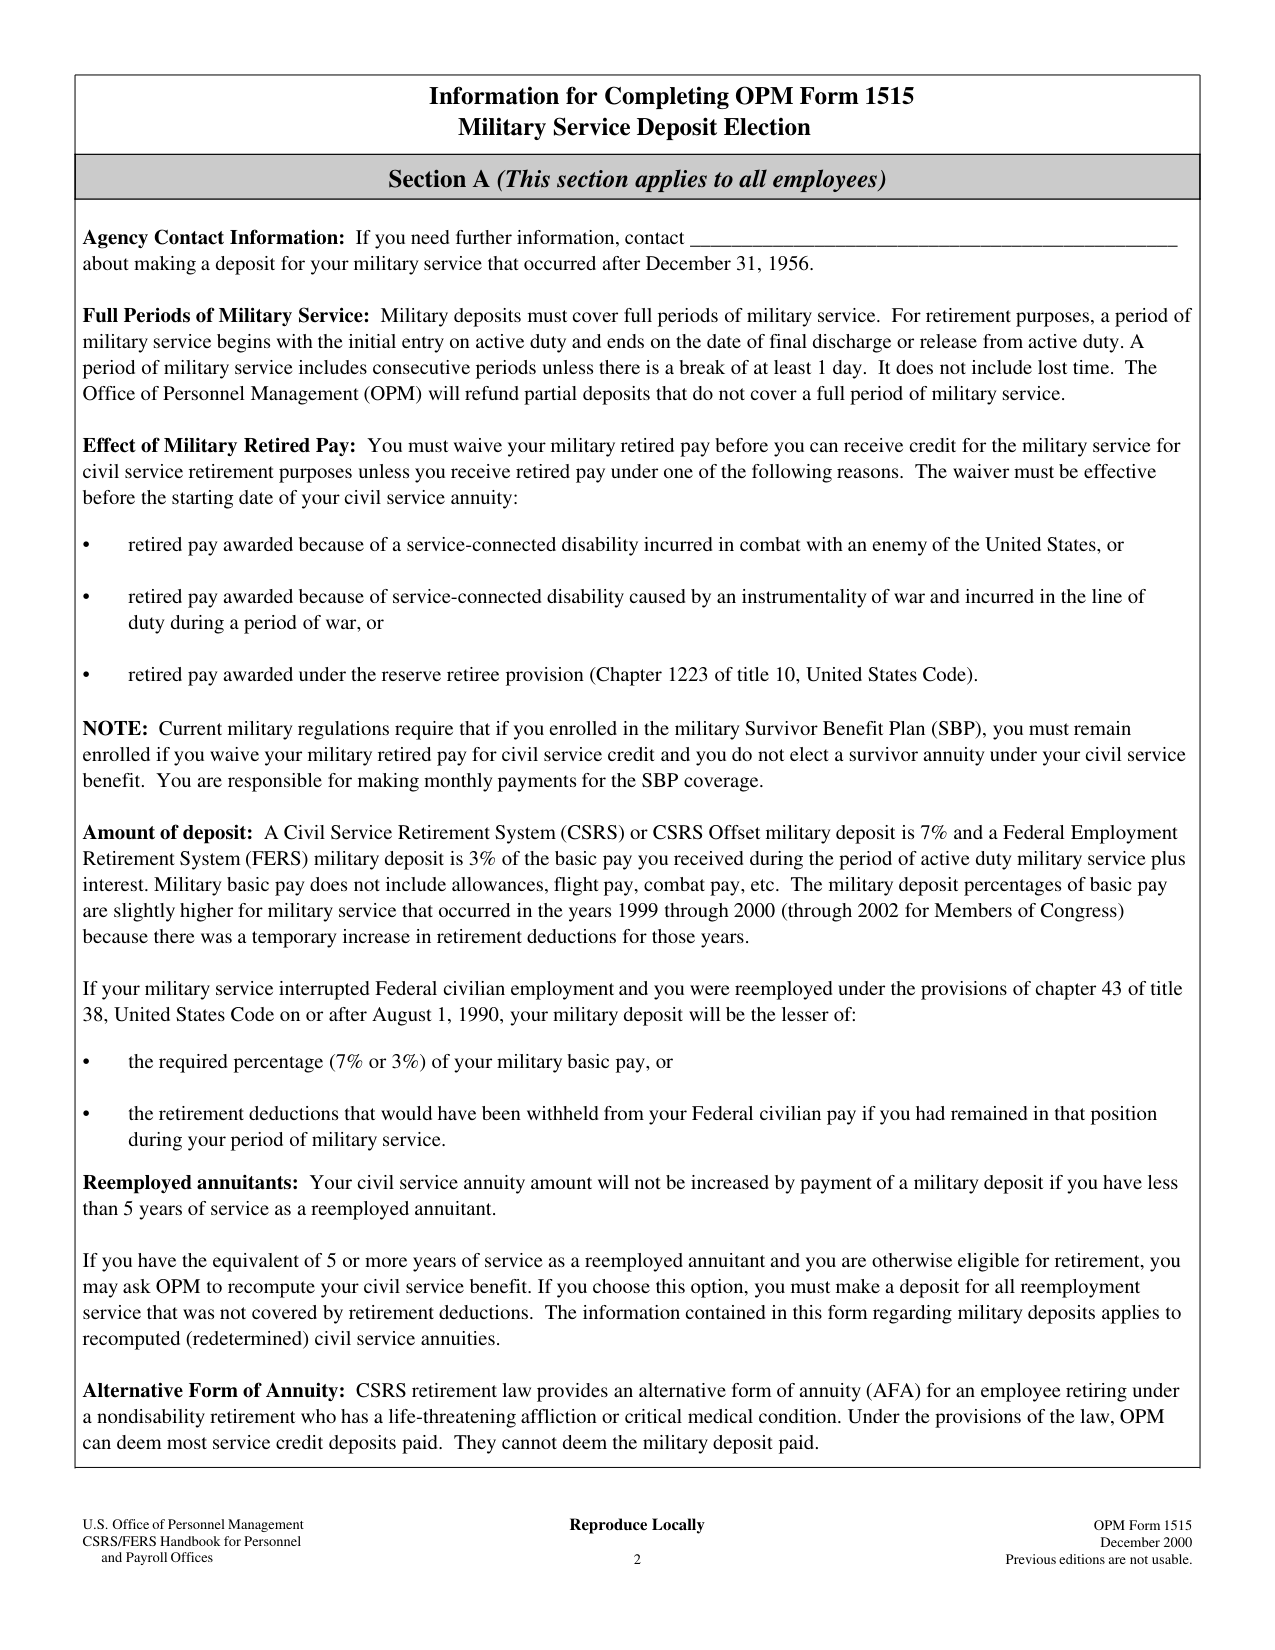 Information for Completing OPM Form 1515
Military Service Deposit Election
Section A (This section applies to all employees)
Agency Contact Information:  If you need further information, contact _______________________________________________
about making a deposit for your military service that occurred after December 31, 1956.
Full Periods of Military Service:  Military deposits must cover full periods of military service.  For retirement purposes, a period of
military service begins with the initial entry on active duty and ends on the date of final discharge or release from active duty. A
period of military service includes consecutive periods unless there is a break of at least 1 day.  It does not include lost time.  The
Office of Personnel Management (OPM) will refund partial deposits that do not cover a full period of military service.
Effect of Military Retired Pay:  You must waive your military retired pay before you can receive credit for the military service for
civil service retirement purposes unless you receive retired pay under one of the following reasons.  The waiver must be effective
before the starting date of your civil service annuity:
• retired pay awarded because of a service-connected disability incurred in combat with an enemy of the United States, or
• retired pay awarded because of service-connected disability caused by an instrumentality of war and incurred in the line of
duty during a period of war, or
• retired pay awarded under the reserve retiree provision (Chapter 1223 of title 10, United States Code).
NOTE:  Current military regulations require that if you enrolled in the military Survivor Benefit Plan (SBP), you must remain
enrolled if you waive your military retired pay for civil service credit and you do not elect a survivor annuity under your civil service
benefit.  You are responsible for making monthly payments for the SBP coverage.
Amount of deposit:  A Civil Service Retirement System (CSRS) or CSRS Offset military deposit is 7% and a Federal Employment
Retirement System (FERS) military deposit is 3% of the basic pay you received during the period of active duty military service plus
interest. Military basic pay does not include allowances, flight pay, combat pay, etc.  The military deposit percentages of basic pay
are slightly higher for military service that occurred in the years 1999 through 2000 (through 2002 for Members of Congress)
because there was a temporary increase in retirement deductions for those years.
If your military service interrupted Federal civilian employment and you were reemployed under the provisions of chapter 43 of title
38, United States Code on or after August 1, 1990, your military deposit will be the lesser of:
• the required percentage (7% or 3%) of your military basic pay, or
• the retirement deductions that would have been withheld from your Federal civilian pay if you had remained in that position
during your period of military service.
Reemployed annuitants:  Your civil service annuity amount will not be increased by payment of a military deposit if you have less
than 5 years of service as a reemployed annuitant.
If you have the equivalent of 5 or more years of service as a reemployed annuitant and you are otherwise eligible for retirement, you
may ask OPM to recompute your civil service benefit. If you choose this option, you must make a deposit for all reemployment
service that was not covered by retirement deductions.  The information contained in this form regarding military deposits applies to
recomputed (redetermined) civil service annuities.
Alternative Form of Annuity:  CSRS retirement law provides an alternative form of annuity (AFA) for an employee retiring under
a nondisability retirement who has a life-threatening affliction or critical medical condition. Under the provisions of the law, OPM
can deem most service credit deposits paid.  They cannot deem the military deposit paid.
U.S. Office of Personnel Management
CSRS/FERS Handbook for Personnel
and Payroll Offices
Reproduce Locally
2
OPM Form 1515
December 2000
Previous editions are not usable.